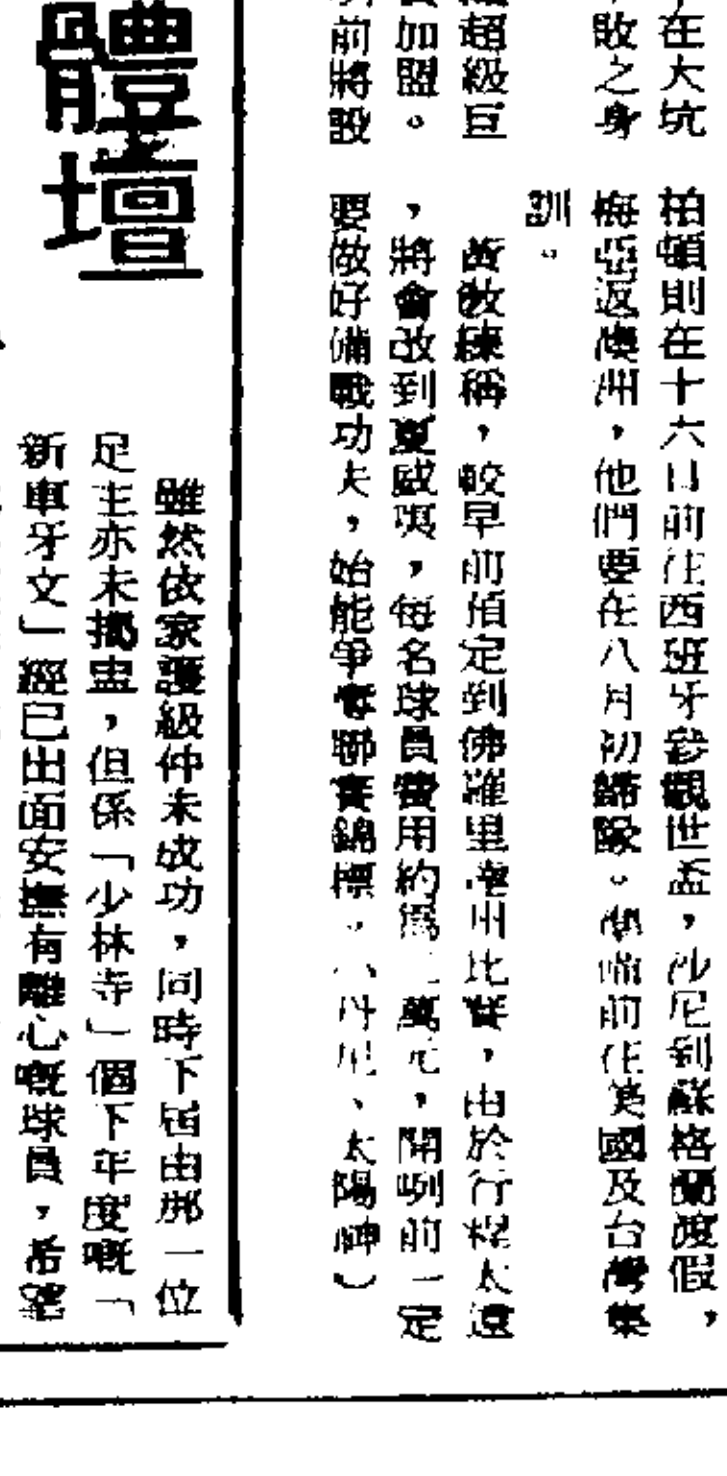 在大坑
敗之身
超級巨
加盟。
前將設
柏頓則在十六日前往西班牙參觀世盃，沙尼到蘇格蘭渡假，
梅亞返澳洲，他們要在八月初歸隊。準備前往英國及台灣集
訓。
黃教練稱，較早前預定到佛羅里達州比賽，由於行程太遠
，將會改到夏威夷，每名球員費用約為二萬元，開咧前一定
要做好備戰功夫，始能爭奪聯賽錦標。（丹尼、太陽神）
體壇
雖然依家護級仲未成功，同時下屆由那一位
足主亦未揭盅，但係「少林寺」個下年度嘅「
新車牙文」經已出面安撫有離心嘅球員，希望